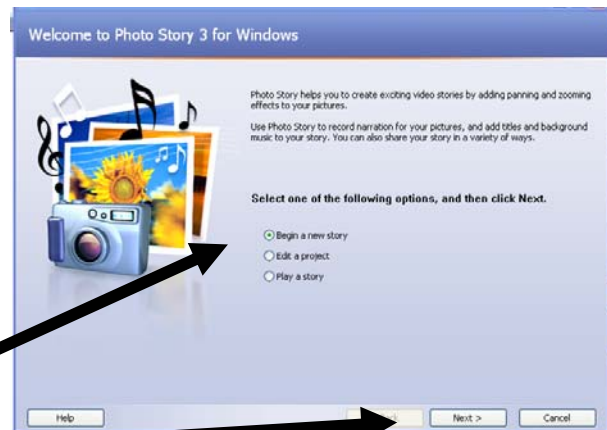 Welcome to Photo Story 3 for Windows
Photo Story helps you to create exciting video stories by adding panning and zooming
effects to your pictures.
Use Photo Story to record narration for your pictures, and add titles and background
music to your story. You can also share your story in a variety of ways.
Select one of the following options, and then click Next.
Begin a new story
Edit a project
Play a story
Help
Next >
Cancel